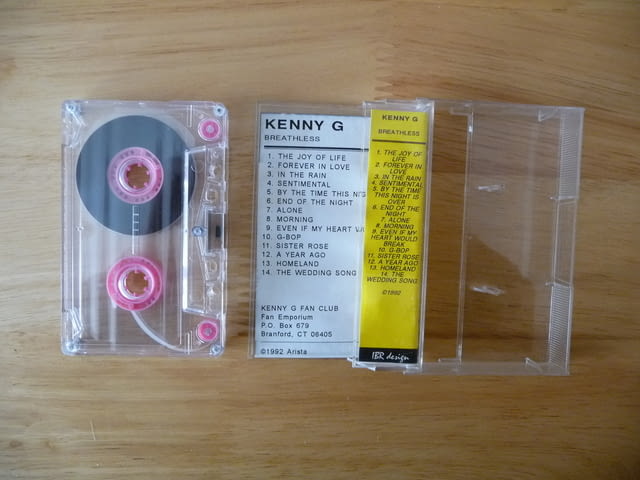 KENNY G
BREATHLESS
1. THE JOY OF LIFE
2. FOREVER IN LOVE
3. IN THE RAIN
4. SENTIMENTAL
5. BY THE TIME THIS NIG
6. END OF THE NIGHT
7. ALONE
8. MORNING
9. EVEN IF MY HEART
10. G-BOP
11. SISTER ROSE
12. A YEAR AGO
13. HOMELAND
14. THE WEDDING SONG
KENNY G FAN CLUB
Fan Emporium
P.O. Box 679
Branford, CT 06405
©1992 Arista
KENNY G
BREATHLESS
1. THE JOY OF
LIFE
2. FOREVER IN
LOVE
3. IN THE RAIN
4. SENTIMENTAL
5. BY THE TIME
THIS NIGHT IS
OVER
6. END OF THE
NIGHT
7. ALONE
8. MORNING
9. EVEN IF MY
HEART WOULD
BREAK
10. G-BOP
11. SISTER ROSE
12. A YEAR AGO
13. HOMELAND
14. THE
WEDDING SONG
©1992
IBR design